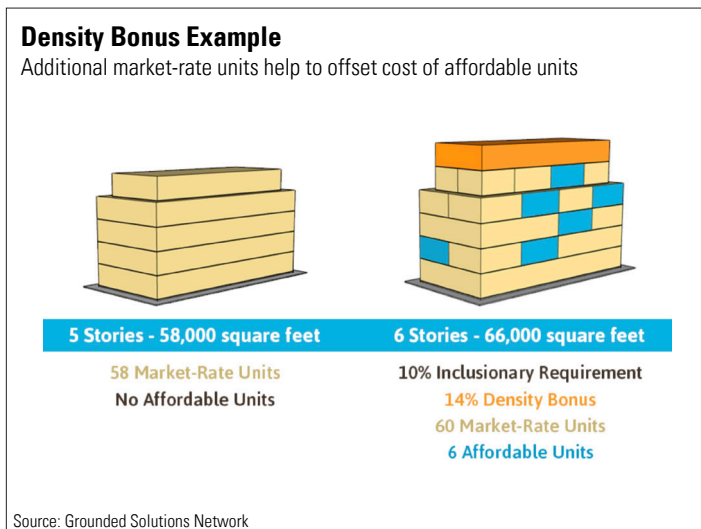 Density Bonus Example
Additional market-rate units help to offset cost of affordable units
5 Stories - 58,000 square feet
58 Market-Rate Units
No Affordable Units
6 Stories - 66,000 square feet
10% Inclusionary Requirement
14% Density Bonus
60 Market-Rate Units
6 Affordable Units
Source: Grounded Solutions Network